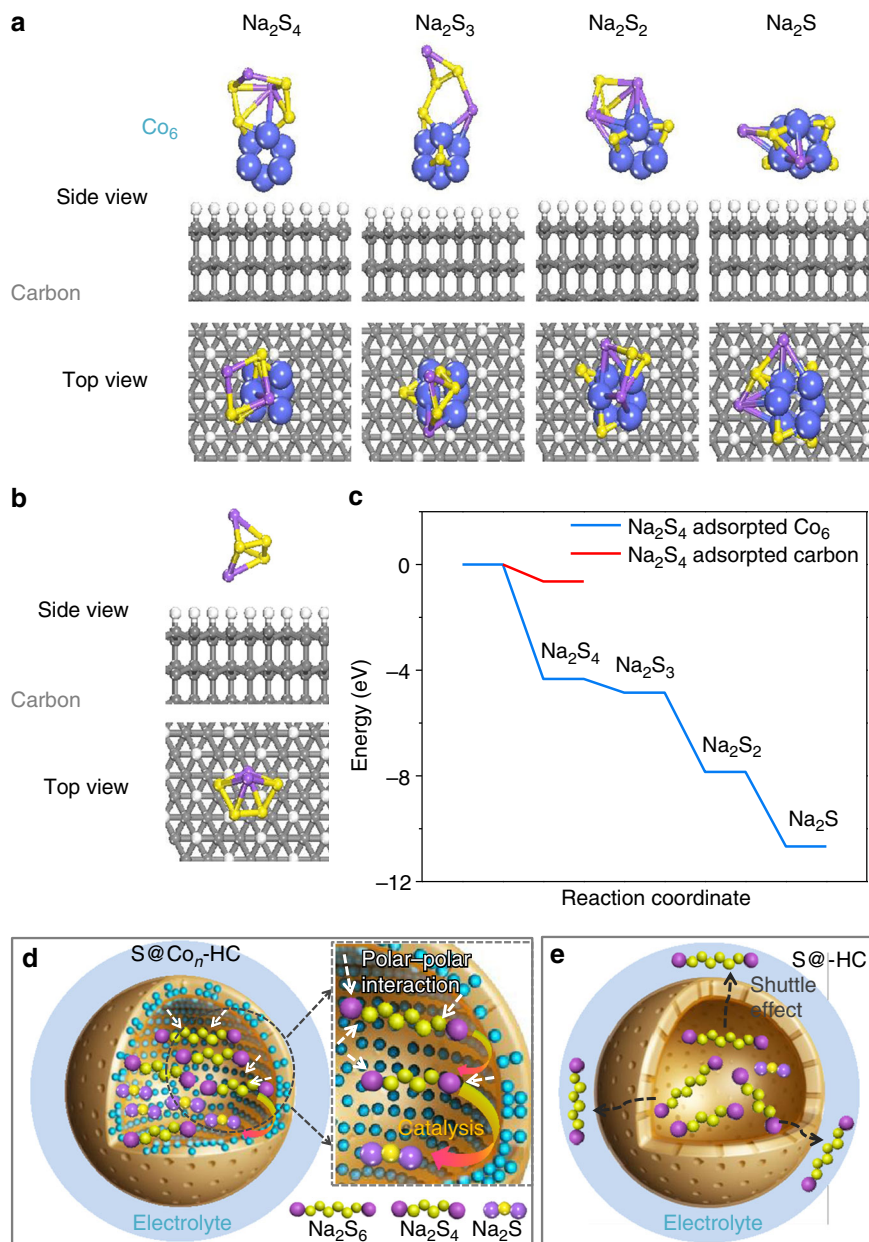 a
Na₂S₄ Na₂S₃ Na₂S₂ Na₂S
Co₆
Side view
Carbon
Top view
b
Side view
Carbon
Top view
c
Na₂S₄ adsorpted Co₆
Na₂S₄ adsorpted carbon
0
−4
−8
−12
Energy (eV)
Na₂S₄
Na₂S₃
Na₂S₂
Na₂S
Reaction coordinate
d
S@Coₙ-HC
Polar–polar
interaction
Catalysis
Electrolyte
Na₂S₆ Na₂S₄ Na₂S
e
S@-HC
Shuttle
effect
Electrolyte